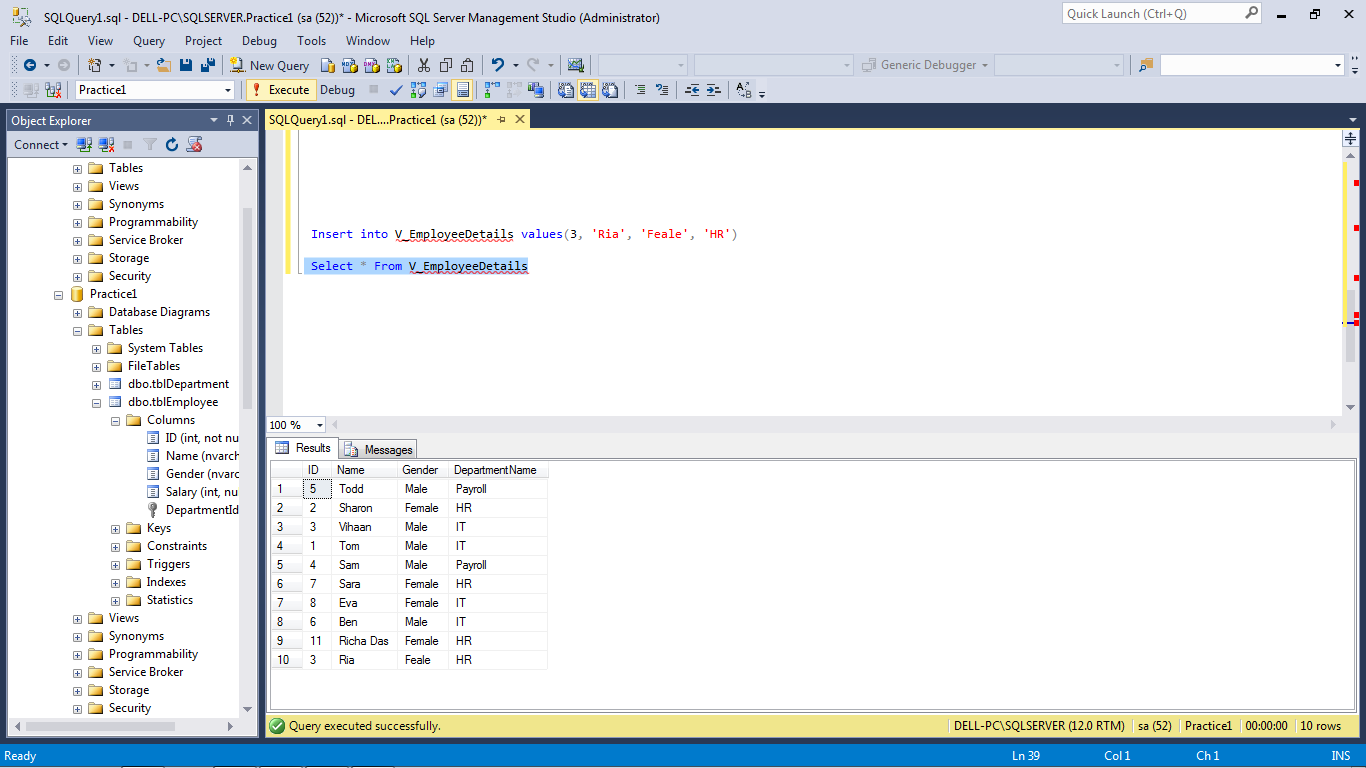 SQLQuery1.sql - DELL-PC\SQLSERVER.Practice1 (sa (52))* - Microsoft SQL Server Management Studio (Administrator)
Quick Launch (Ctrl+Q)
File Edit View Query Project Debug Tools Window Help
New Query
Generic Debugger
Practice1
Execute Debug
Object Explorer
Connect
Tables
Views
Synonyms
Programmability
Service Broker
Storage
Security
Practice1
Database Diagrams
Tables
System Tables
FileTables
dbo.tblDepartment
dbo.tblEmployee
Columns
ID (int, not nu
Name (nvarch
Gender (nvarc
Salary (int, nu
DepartmentId
Keys
Constraints
Triggers
Indexes
Statistics
Views
Synonyms
Programmability
Service Broker
Storage
Security
SQLQuery1.sql - DEL....Practice1 (sa (52))*
Insert into V_EmployeeDetails values(3, 'Ria', 'Feale', 'HR')
Select * From V_EmployeeDetails
100 %
Results Messages
ID Name Gender DepartmentName
1 5 Todd Male Payroll
2 2 Sharon Female HR
3 3 Vihaan Male IT
4 1 Tom Male IT
5 4 Sam Male Payroll
6 7 Sara Female HR
7 8 Eva Female IT
8 6 Ben Male IT
9 11 Richa Das Female HR
10 3 Ria Feale HR
Query executed successfully.
DELL-PC\SQLSERVER (12.0 RTM) sa (52) Practice1 00:00:00 10 rows
Ready
Ln 39 Col 1 Ch 1 INS